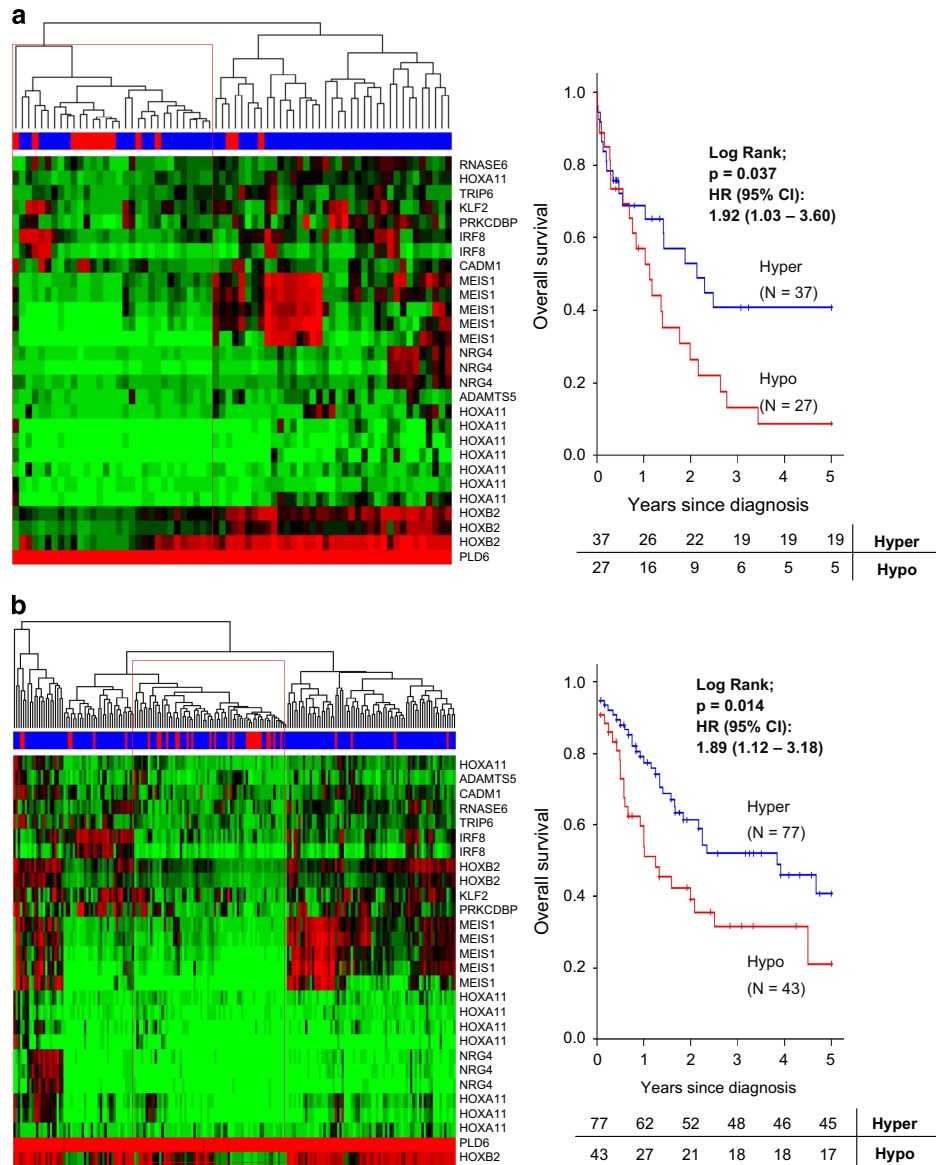 a
RNASE6
HOXA11
TRIP6
KLF2
PRKCDBP
IRF8
IRF8
CADM1
MEIS1
MEIS1
MEIS1
MEIS1
MEIS1
NRG4
NRG4
NRG4
ADAMTS5
HOXA11
HOXA11
HOXA11
HOXA11
HOXA11
HOXA11
HOXA11
HOXB2
HOXB2
HOXB2
PLD6
Overall survival
1.0
0.8
0.6
0.4
0.2
0.0
Log Rank;
p = 0.037
HR (95% CI):
1.92 (1.03 – 3.60)
Hyper
(N = 37)
Hypo
(N = 27)
0 1 2 3 4 5
Years since diagnosis
37 26 22 19 19 19 Hyper
27 16 9 6 5 5 Hypo
b
HOXA11
ADAMTS5
CADM1
RNASE6
TRIP6
IRF8
IRF8
HOXB2
HOXB2
KLF2
PRKCDBP
MEIS1
MEIS1
MEIS1
MEIS1
MEIS1
HOXA11
HOXA11
HOXA11
HOXA11
NRG4
NRG4
NRG4
HOXA11
HOXA11
HOXA11
PLD6
HOXB2
Overall survival
1.0
0.8
0.6
0.4
0.2
0.0
Log Rank;
p = 0.014
HR (95% CI):
1.89 (1.12 – 3.18)
Hyper
(N = 77)
Hypo
(N = 43)
0 1 2 3 4 5
Years since diagnosis
77 62 52 48 46 45 Hyper
43 27 21 18 18 17 Hypo